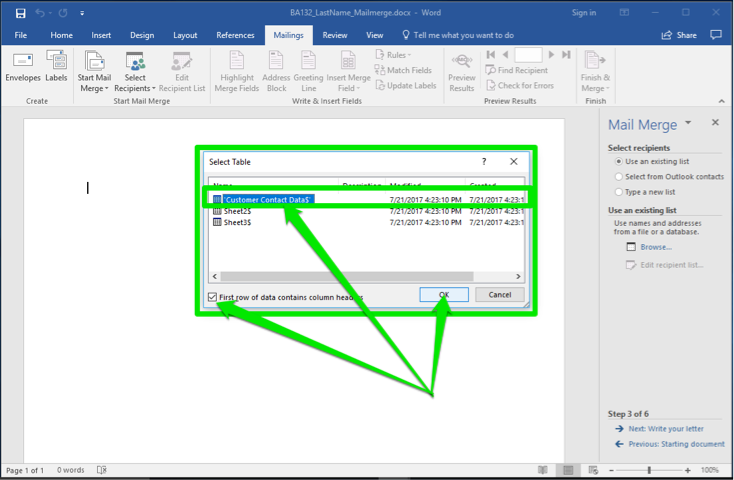 BA132_LastName_Mailmerge.docx - Word
Sign in
File Home Insert Design Layout References Mailings Review View Tell me what you want to do Share
Envelopes Labels
Create
Start Mail Merge
Select Recipients
Edit Recipient List
Start Mail Merge
Highlight Merge Fields
Address Block
Greeting Line
Insert Merge Field
Rules
Match Fields
Update Labels
Write & Insert Fields
Preview Results
Find Recipient
Check for Errors
Preview Results
Finish & Merge
Finish
Select Table
? X
Name Description Modified Created
'Customer Contact Data$' 7/21/2017 4:23:10 PM 7/21/2017 4:23:1
Sheet2$ 7/21/2017 4:23:10 PM 7/21/2017 4:23:1
Sheet3$ 7/21/2017 4:23:10 PM 7/21/2017 4:23:1
First row of data contains column headers
OK Cancel
Mail Merge
Select recipients
Use an existing list
Select from Outlook contacts
Type a new list
Use an existing list
Use names and addresses
from a file or a database.
Browse...
Edit recipient list...
Step 3 of 6
Next: Write your letter
Previous: Starting document
Page 1 of 1 0 words
100%